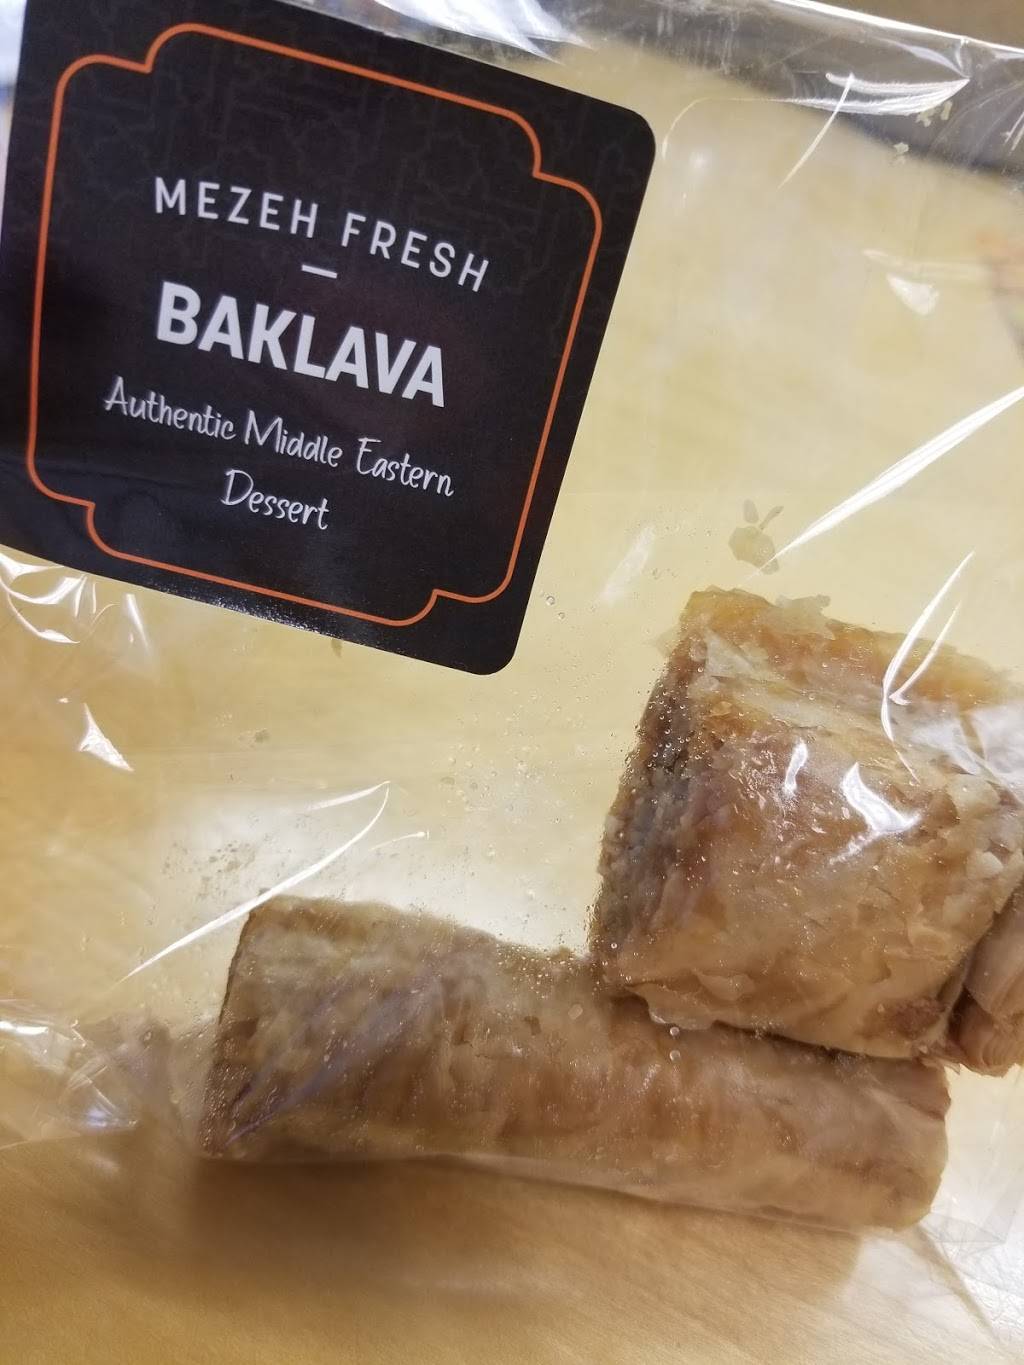 MEZEH FRESH
BAKLAVA
Authentic Middle Eastern
Dessert